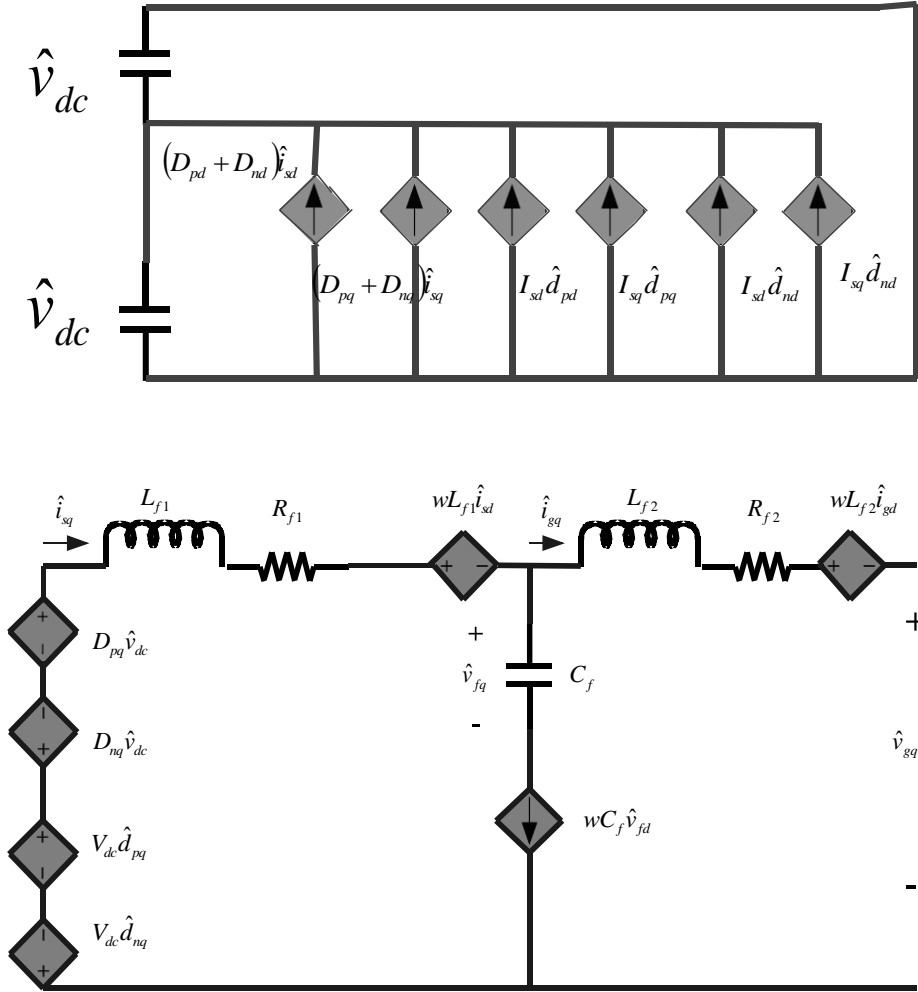 v̂_dc
(D_pd + D_nd)î_sd
v̂_dc
(D_pq + D_nq)î_sq
I_sd d̂_pd
I_sq d̂_pq
I_sd d̂_nd
I_sq d̂_nd
î_sq
L_f1
R_f1
wL_f1 î_sd
î_gq
L_f2
R_f2
wL_f2 î_gd
+ −
+ −
+
−
D_pq v̂_dc
+
v̂_fq
-
C_f
+
−
+
D_nq v̂_dc
v̂_gq
+
−
V_dc d̂_pq
wC_f v̂_fd
-
−
+
V_dc d̂_nq